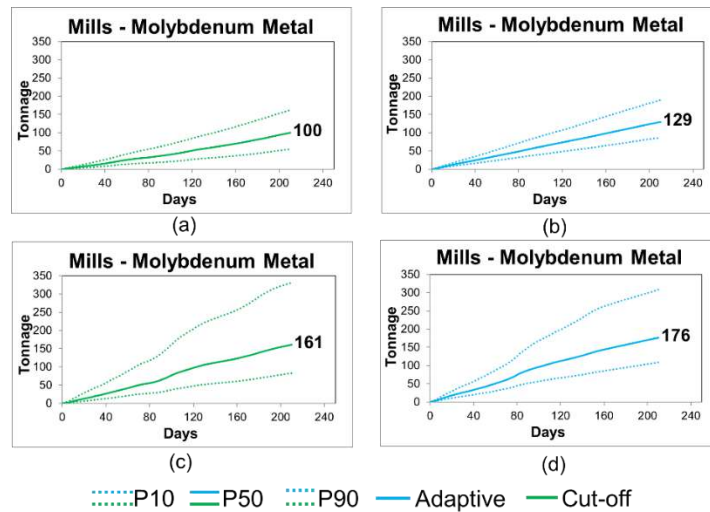 Mills - Molybdenum Metal
350
300
250
200
150
100
50
0
Tonnage
100
0 40 80 120 160 200 240
Days
(a)
Mills - Molybdenum Metal
350
300
250
200
150
100
50
0
Tonnage
129
0 40 80 120 160 200 240
Days
(b)
Mills - Molybdenum Metal
350
300
250
200
150
100
50
0
Tonnage
161
0 40 80 120 160 200 240
Days
(c)
Mills - Molybdenum Metal
350
300
250
200
150
100
50
0
Tonnage
176
0 40 80 120 160 200 240
Days
(d)
P10 P50 P90 Adaptive Cut-off